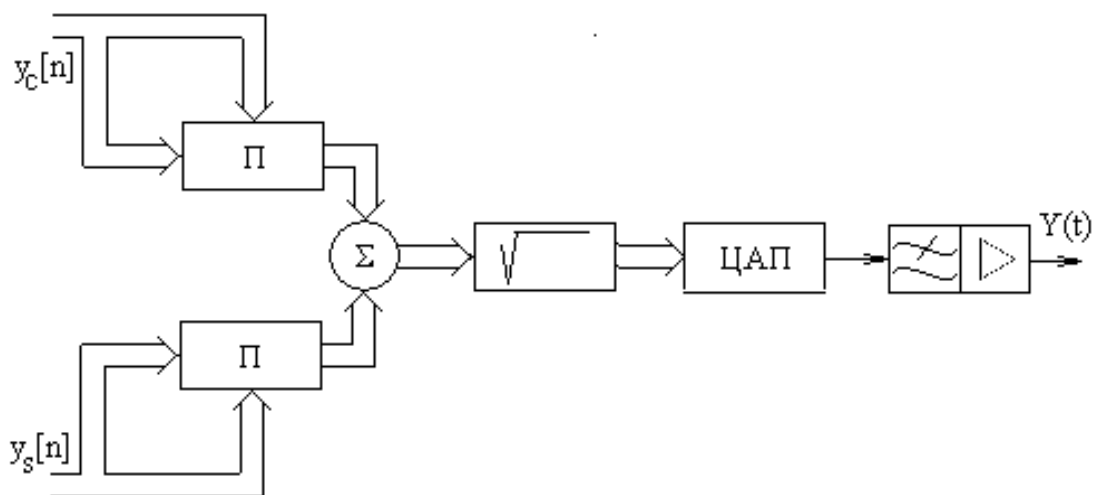 y_C[n]
П
Σ
√
ЦАП
Y(t)
П
y_S[n]